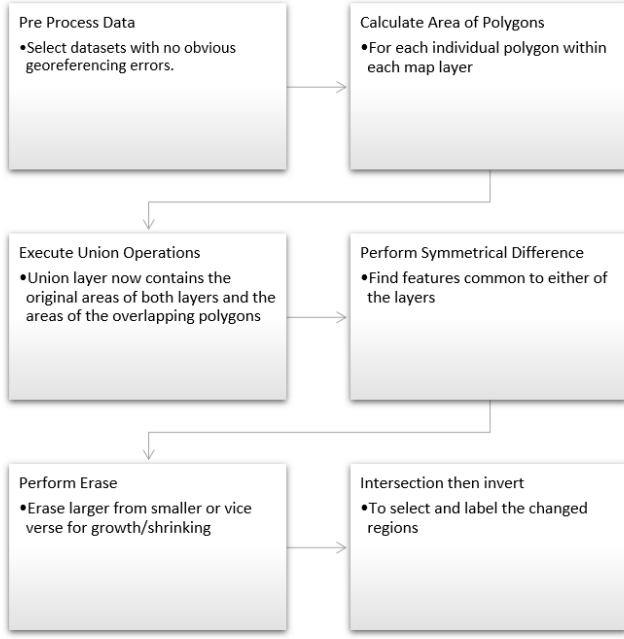 Pre Process Data
•Select datasets with no obvious
georeferencing errors.
Calculate Area of Polygons
•For each individual polygon within
each map layer
Execute Union Operations
•Union layer now contains the
original areas of both layers and the
areas of the overlapping polygons
Perform Symmetrical Difference
•Find features common to either of
the layers
Perform Erase
•Erase larger from smaller or vice
verse for growth/shrinking
Intersection then invert
•To select and label the changed
regions